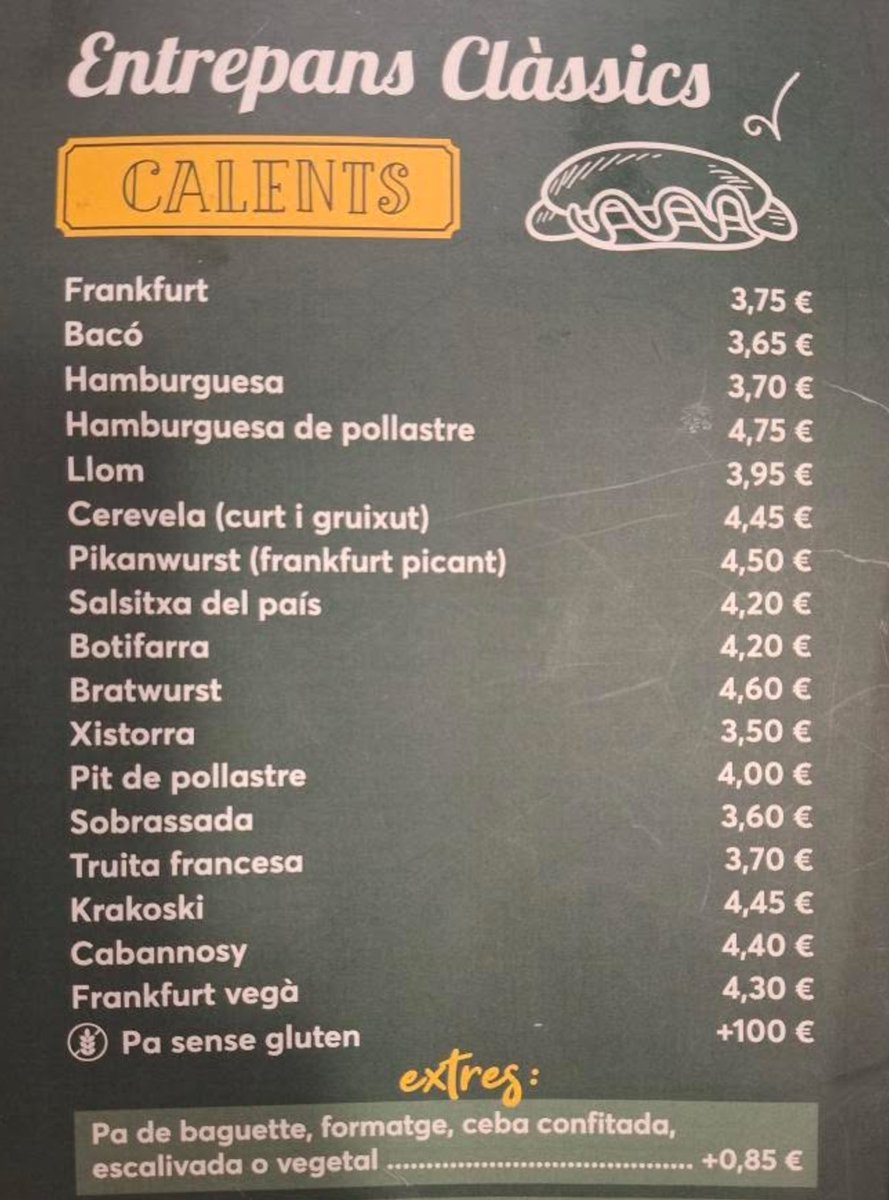 Entrepans Clàssics
CALENTS
Frankfurt 3,75 €
Bacó 3,65 €
Hamburguesa 3,70 €
Hamburguesa de pollastre 4,75 €
Llom 3,95 €
Cerevela (curt i gruixut) 4,45 €
Pikanwurst (frankfurt picant) 4,50 €
Salsitxa del país 4,20 €
Botifarra 4,20 €
Bratwurst 4,60 €
Xistorra 3,50 €
Pit de pollastre 4,00 €
Sobrassada 3,60 €
Truita francesa 3,70 €
Krakoski 4,45 €
Cabannosy 4,40 €
Frankfurt vegà 4,30 €
Pa sense gluten +100 €
extres:
Pa de baguette, formatge, ceba confitada,
escalivada o vegetal ........................................ +0,85 €